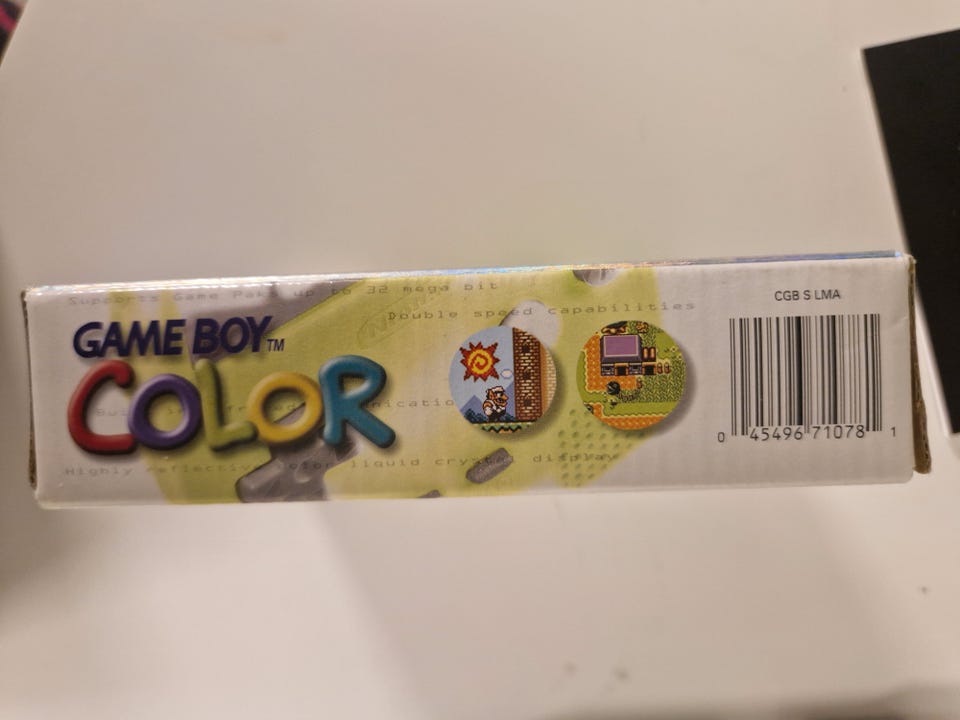 Supports Game Paks up to 32 mega bit
Double speed capabilities
GAME BOY™
COLOR
Highly reflective color liquid crystal display
CGB S LMA
0 45496 71078 1